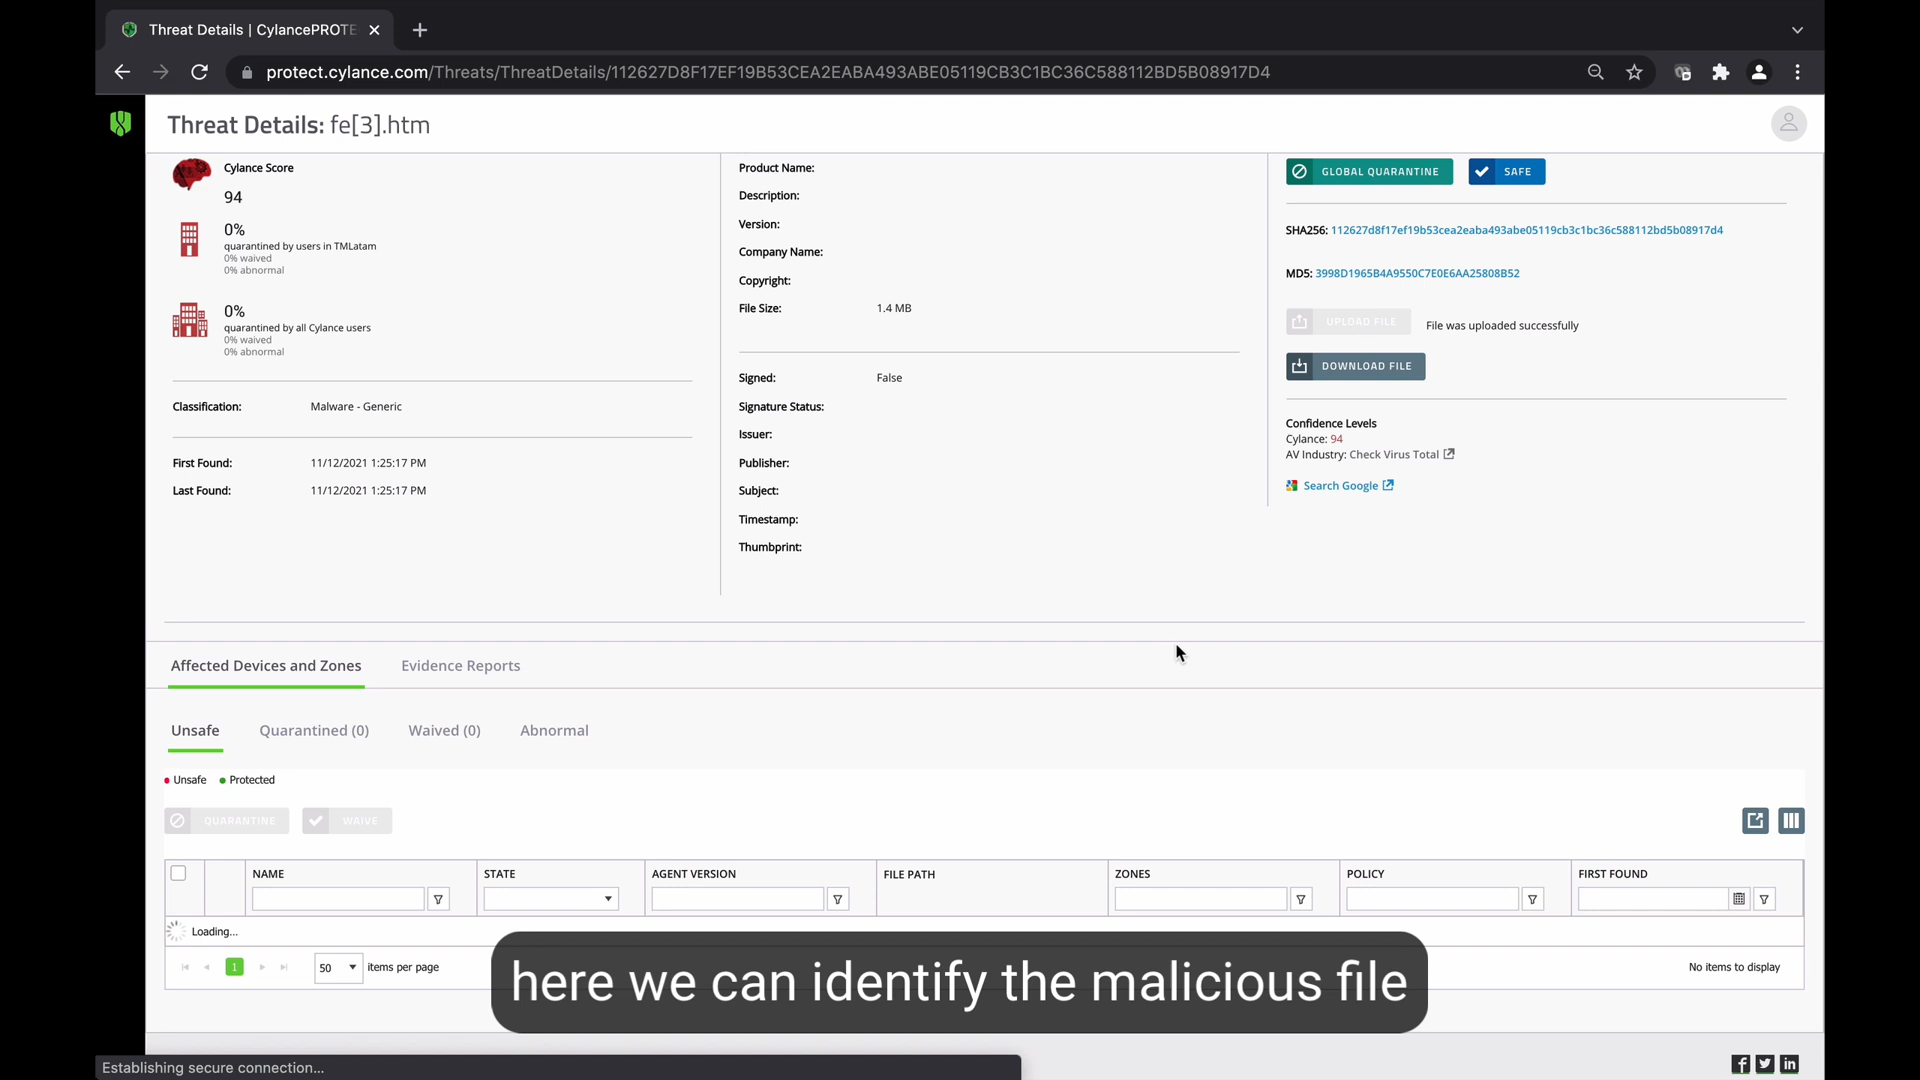 Threat Details | CylancePROTE
protect.cylance.com/Threats/ThreatDetails/112627D8F17EF19B53CEA2EABA493ABE05119CB3C1BC36C588112BD5B08917D4
Threat Details: fe[3].htm
Cylance Score
94
0%
quarantined by users in TMLatam
0% waived
0% abnormal
0%
quarantined by all Cylance users
0% waived
0% abnormal
Classification: Malware - Generic
First Found: 11/12/2021 1:25:17 PM
Last Found: 11/12/2021 1:25:17 PM
Product Name:
Description:
Version:
Company Name:
Copyright:
File Size: 1.4 MB
Signed: False
Signature Status:
Issuer:
Publisher:
Subject:
Timestamp:
Thumbprint:
GLOBAL QUARANTINE SAFE
SHA256: 112627d8f17ef19b53cea2eaba493abe05119cb3c1bc36c588112bd5b08917d4
MD5: 3998D1965B4A9550C7E0E6AA25808B52
UPLOAD FILE File was uploaded successfully
DOWNLOAD FILE
Confidence Levels
Cylance: 94
AV Industry: Check Virus Total
Search Google
Affected Devices and Zones Evidence Reports
Unsafe Quarantined (0) Waived (0) Abnormal
Unsafe Protected
QUARANTINE WAIVE
NAME STATE AGENT VERSION FILE PATH ZONES POLICY FIRST FOUND
Loading...
1 50 items per page No items to display
here we can identify the malicious file
Establishing secure connection...